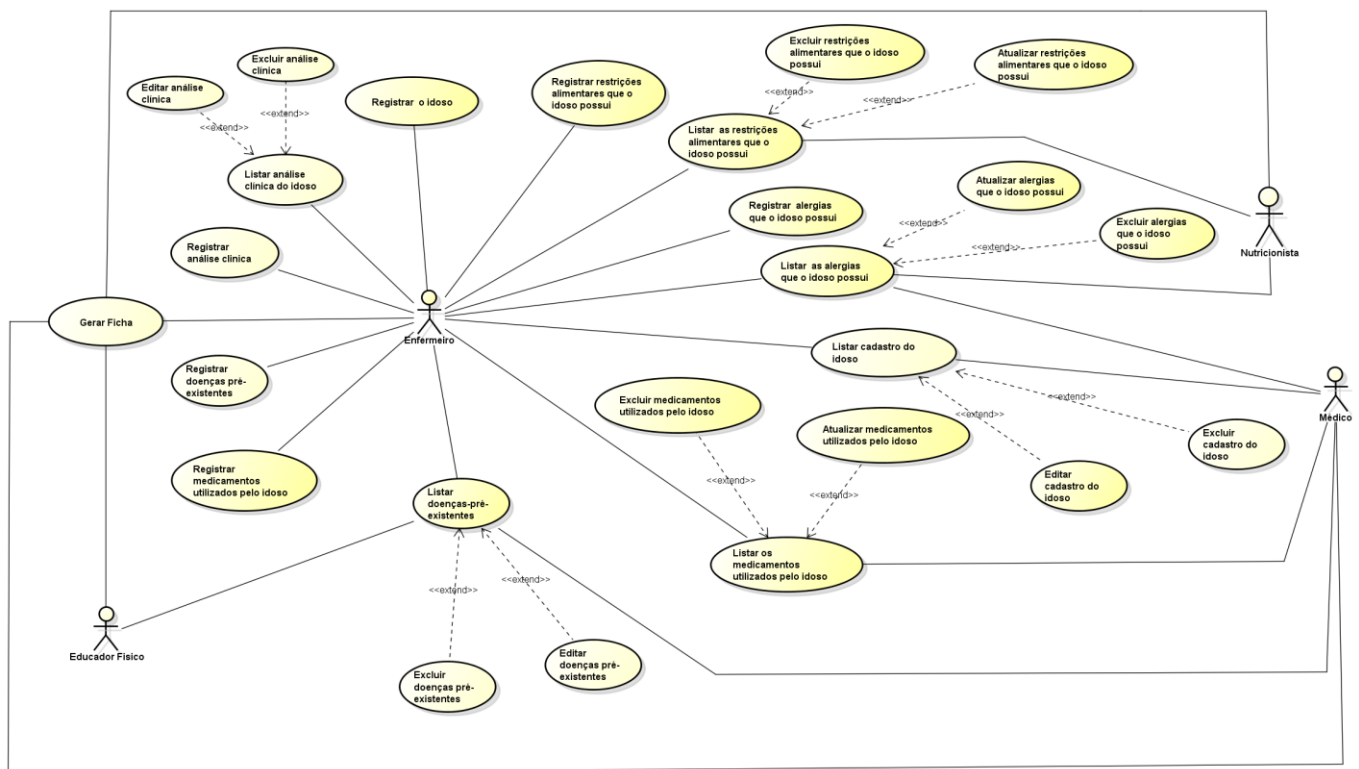 Excluir análise
clínica
Editar análise
clínica
<<extend>>
<<extend>>
Listar análise
clínica do idoso
Registrar o idoso
Registrar restrições
alimentares que o
idoso possui
Excluir restrições
alimentares que o idoso
possui
Atualizar restrições
alimentares que o idoso
possui
<<extend>>
<<extend>>
Listar as restrições
alimentares que o
idoso possui
Atualizar alergias
que o idoso possui
Registrar alergias
que o idoso possui
<<extend>>
Excluir alergias
que o idoso
possui
<<extend>>
Nutricionista
Registrar
análise clínica
Listar as alergias
que o idoso possui
Gerar Ficha
Enfermeiro
Listar cadastro do
idoso
Registrar
doenças pré-
existentes
Excluir medicamentos
utilizados pelo idoso
<<extend>>
<<extend>>
Médico
Atualizar medicamentos
utilizados pelo idoso
Excluir
cadastro do
idoso
Registrar
medicamentos
utilizados pelo idoso
Editar
cadastro do
idoso
<<extend>>
<<extend>>
Listar
doenças-pré-
existentes
Listar os
medicamentos
utilizados pelo idoso
<<extend>>
<<extend>>
Educador Físico
Excluir
doenças pré-
existentes
Editar
doenças pré-
existentes